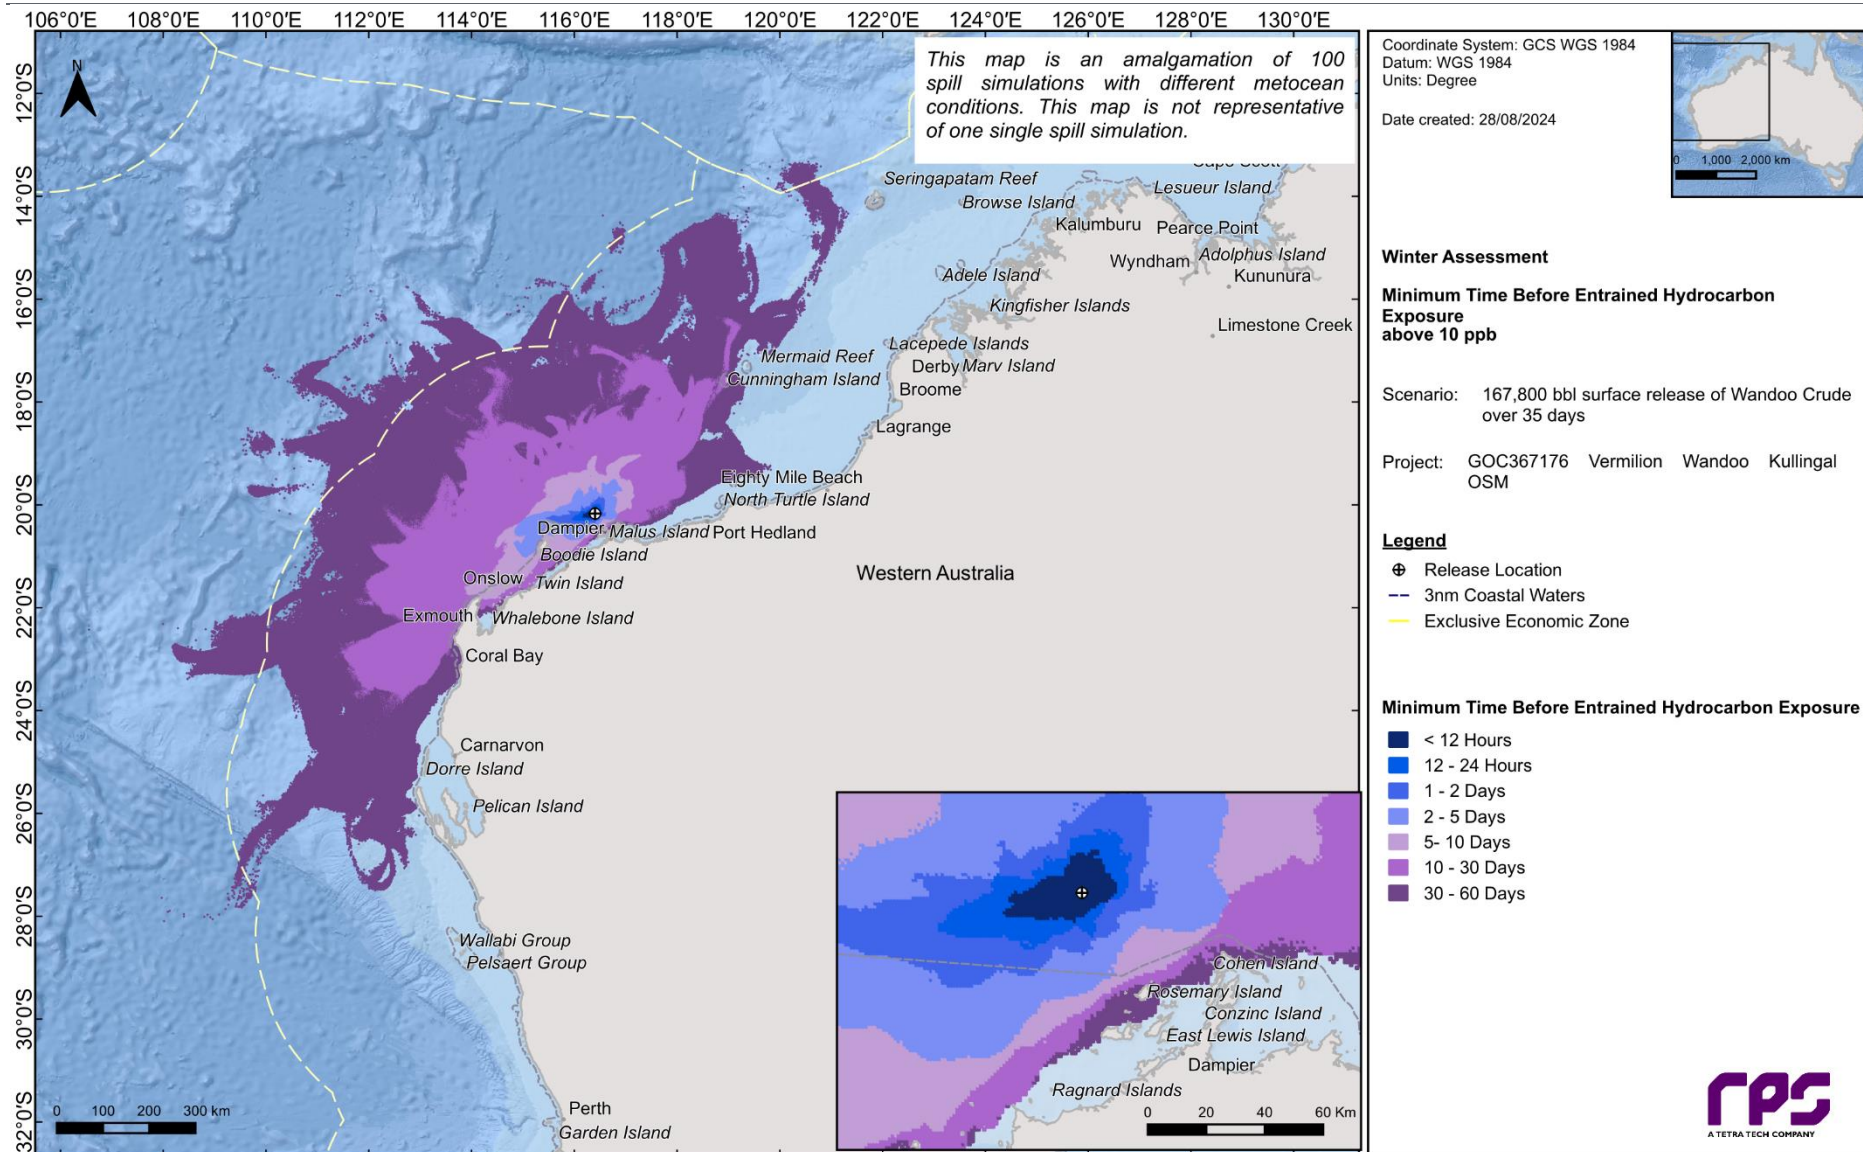 106°0'E 108°0'E 110°0'E 112°0'E 114°0'E 116°0'E 118°0'E 120°0'E 122°0'E 124°0'E 126°0'E 128°0'E 130°0'E
N
This map is an amalgamation of 100
spill simulations with different metocean
conditions. This map is not representative
of one single spill simulation.
12°0'S
14°0'S
16°0'S
18°0'S
20°0'S
22°0'S
24°0'S
26°0'S
28°0'S
30°0'S
32°0'S
Seringapatam Reef
Lesueur Island
Browse Island
Kalumburu
Pearce Point
Adolphus Island
Wyndham
Kununura
Adele Island
Kingfisher Islands
Limestone Creek
Lacepede Islands
Mermaid Reef
Derby
Marv Island
Cunningham Island
Broome
Lagrange
Eighty Mile Beach
North Turtle Island
Dampier
Malus Island
Port Hedland
Boodie Island
Western Australia
Onslow
Twin Island
Exmouth
Whalebone Island
Coral Bay
Carnarvon
Dorre Island
Pelican Island
Wallabi Group
Pelsaert Group
Perth
Garden Island
0 100 200 300 km
Cohen Island
Rosemary Island
Conzinc Island
East Lewis Island
Dampier
Ragnard Islands
0 20 40 60 Km
Coordinate System: GCS WGS 1984
Datum: WGS 1984
Units: Degree
Date created: 28/08/2024
0 1,000 2,000 km
Winter Assessment
Minimum Time Before Entrained Hydrocarbon
Exposure
above 10 ppb
Scenario: 167,800 bbl surface release of Wandoo Crude
over 35 days
Project: GOC367176 Vermilion Wandoo Kullingal
OSM
Legend
Release Location
3nm Coastal Waters
Exclusive Economic Zone
Minimum Time Before Entrained Hydrocarbon Exposure
< 12 Hours
12 - 24 Hours
1 - 2 Days
2 - 5 Days
5- 10 Days
10 - 30 Days
30 - 60 Days
rps
A TETRA TECH COMPANY